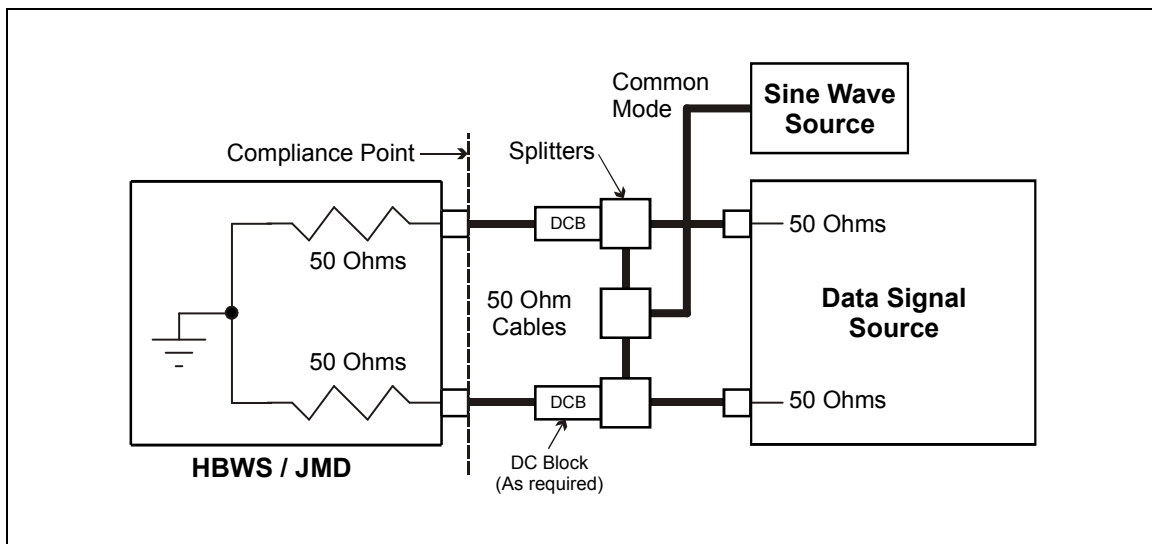 Common
Mode
Sine Wave
Source
Compliance Point
Splitters
DCB
50 Ohms
50 Ohms
50 Ohm
Cables
Data Signal
Source
50 Ohms
DCB
50 Ohms
HBWS / JMD
DC Block
(As required)